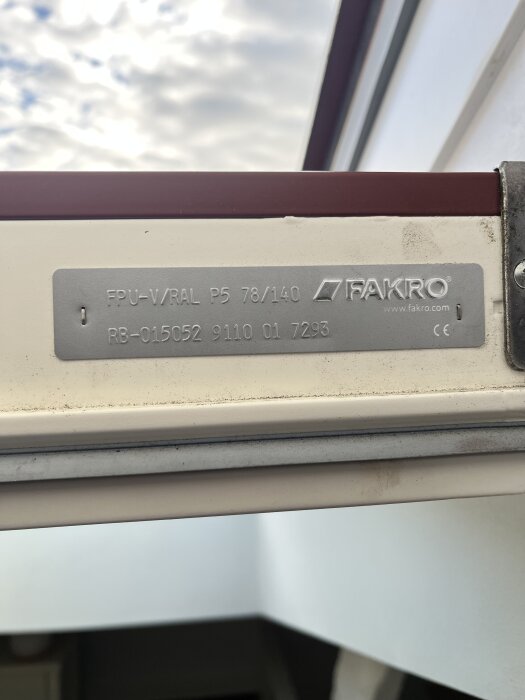 FPU-V/RAL P5 78/140 FAKRO®
www.fakro.com
RB-015052 9110 01 7293 CE